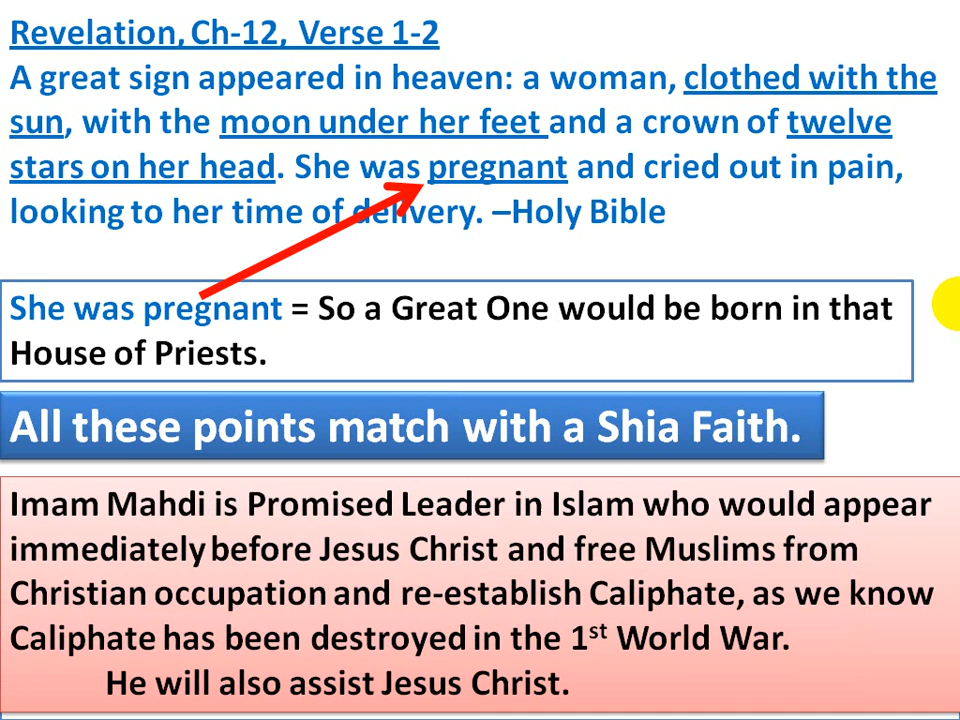 Revelation, Ch-12, Verse 1-2
A great sign appeared in heaven: a woman, clothed with the
sun, with the moon under her feet and a crown of twelve
stars on her head. She was pregnant and cried out in pain,
looking to her time of delivery. –Holy Bible
She was pregnant = So a Great One would be born in that
House of Priests.
All these points match with a Shia Faith.
Imam Mahdi is Promised Leader in Islam who would appear
immediately before Jesus Christ and free Muslims from
Christian occupation and re-establish Caliphate, as we know
Caliphate has been destroyed in the 1st World War.
He will also assist Jesus Christ.